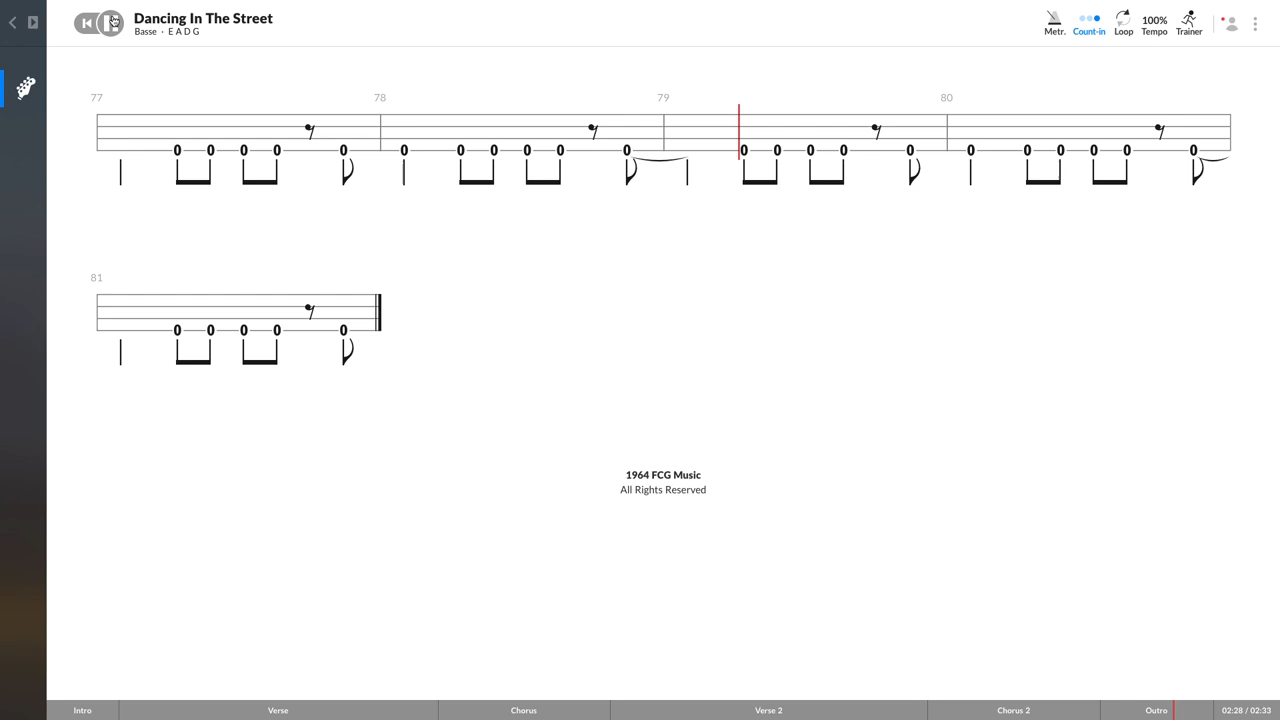 Dancing In The Street
Basse · E A D G
Metr.
Count-in
Loop
100%
Tempo
Trainer
77 78 79 80
0 0 0 0 0 0 0 0 0 0 0 0 0 0 0 0 0 0 0 0 0 0
81
0 0 0 0 0
1964 FCG Music
All Rights Reserved
Intro Verse Chorus Verse 2 Chorus 2 Outro 02:28 / 02:33